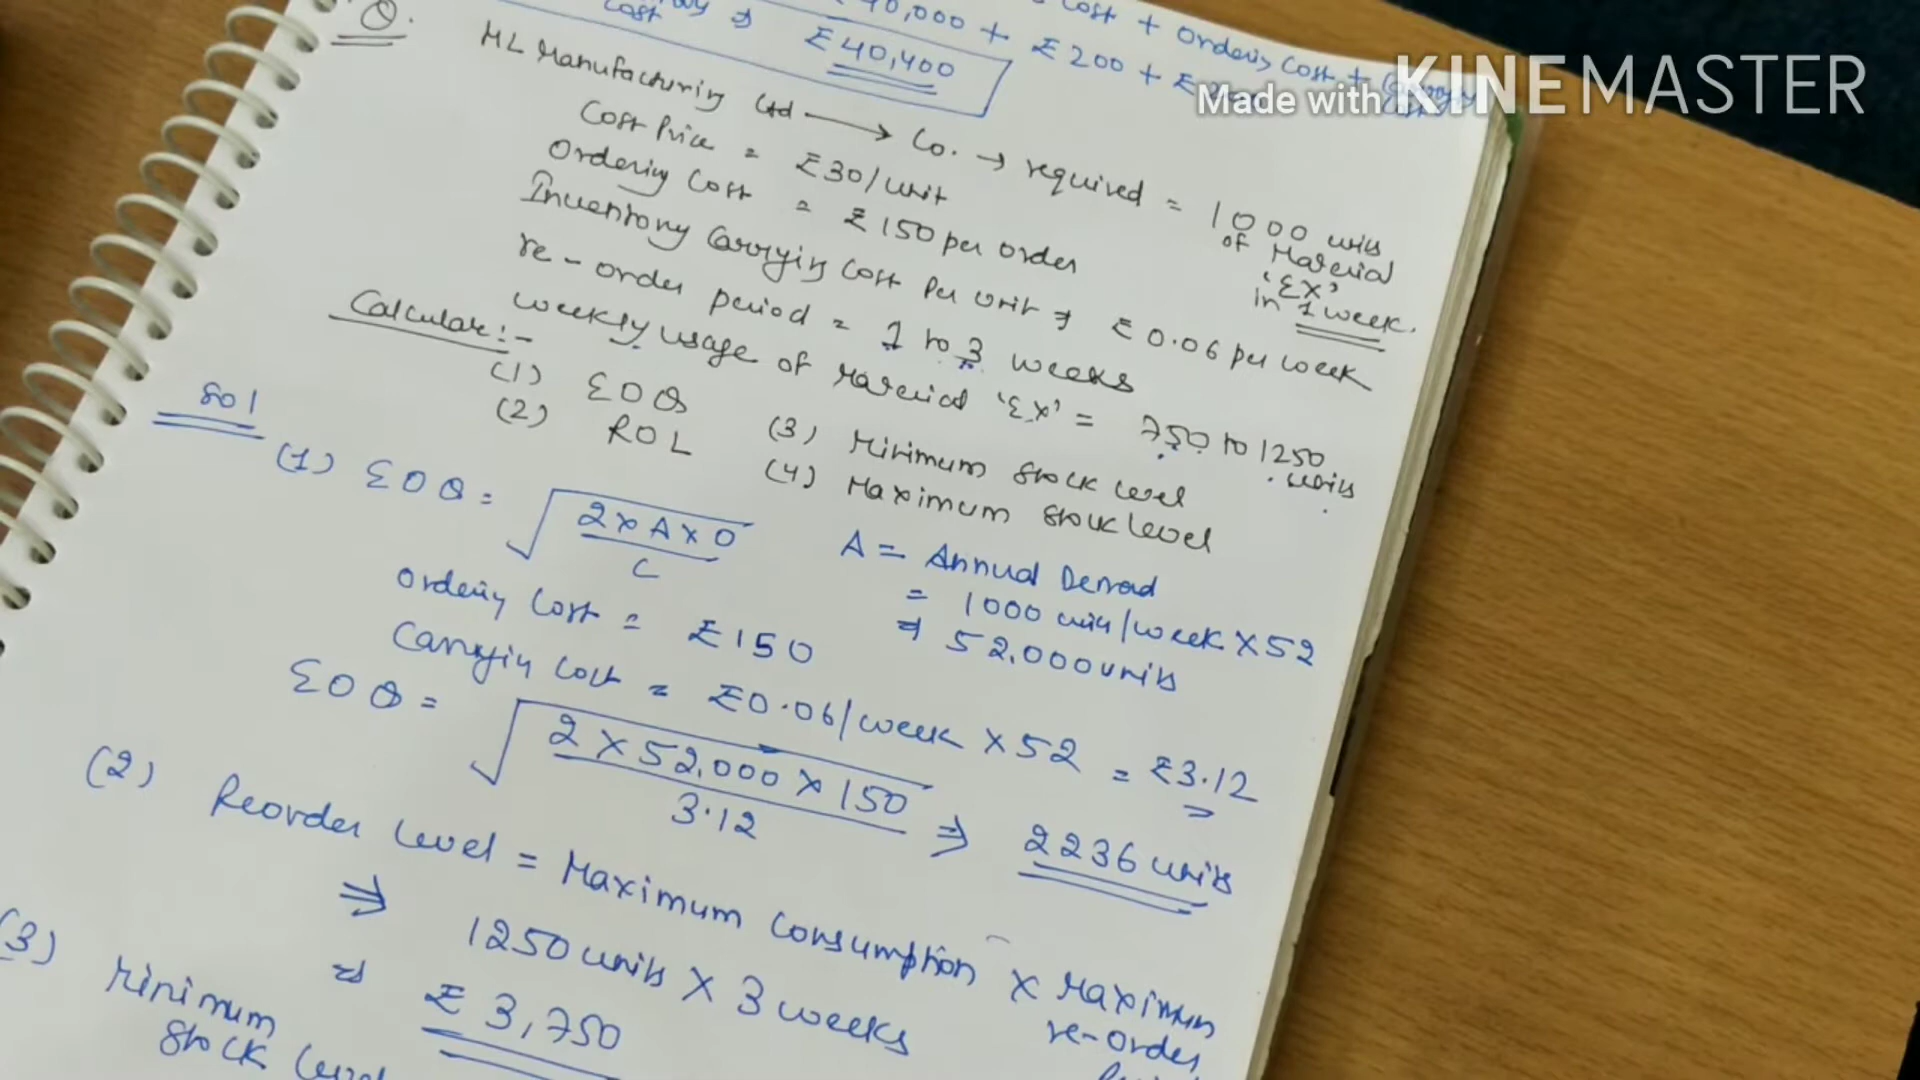 Cost + Ordering Cost + Carrying
Cost ⇒ ₹40,000 + ₹200 + ₹
₹40,400
Made with KINEMASTER
Q. ML Manufacturing Ltd → Co. → required = 1000 units
of Material
'EX'
in 1 week.
Cost Price = ₹30/unit
Ordering Cost = ₹150 per order
Inventory Carrying Cost Per unit ⇒ ₹0.06 per week
re-order period = 1 to 3 weeks
weekly usage of Material 'EX' = 750 to 1250
units
Calculate:-
(1) EOQ
(2) ROL
(3) Minimum Stock Level
(4) Maximum Stock Level
Sol
(1) EOQ = √ 2×A×O
C
A = Annual Demand
= 1000 units/week × 52
⇒ 52,000 units
Ordering Cost = ₹150
Carrying Cost = ₹0.06/week × 52 = ₹3.12
EOQ = √ 2 × 52,000 × 150
3.12
⇒ 2236 units
(2) Reorder Level = Maximum Consumption × Maximum
re-order
⇒ 1250 units × 3 weeks
⇒ ₹ 3,750
(3) Minimum
Stock Level